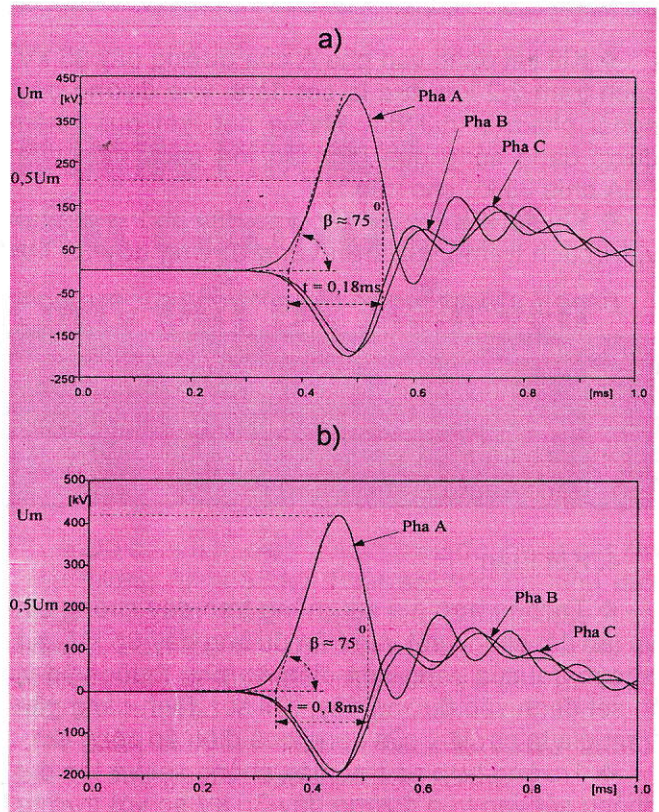 a)
Um
450
[kV]
350
250
150
50
-50
-150
-250
0,5Um
Pha A
Pha B
Pha C
β ≈ 75°
t = 0,18ms
0.0 0.2 0.4 0.6 0.8 [ms] 1.0
b)
Um
500
[kV]
400
300
200
100
0
-100
-200
0,5Um
Pha A
Pha B
Pha C
β ≈ 75°
t = 0,18ms
0.0 0.2 0.4 0.6 0.8 [ms] 1.0